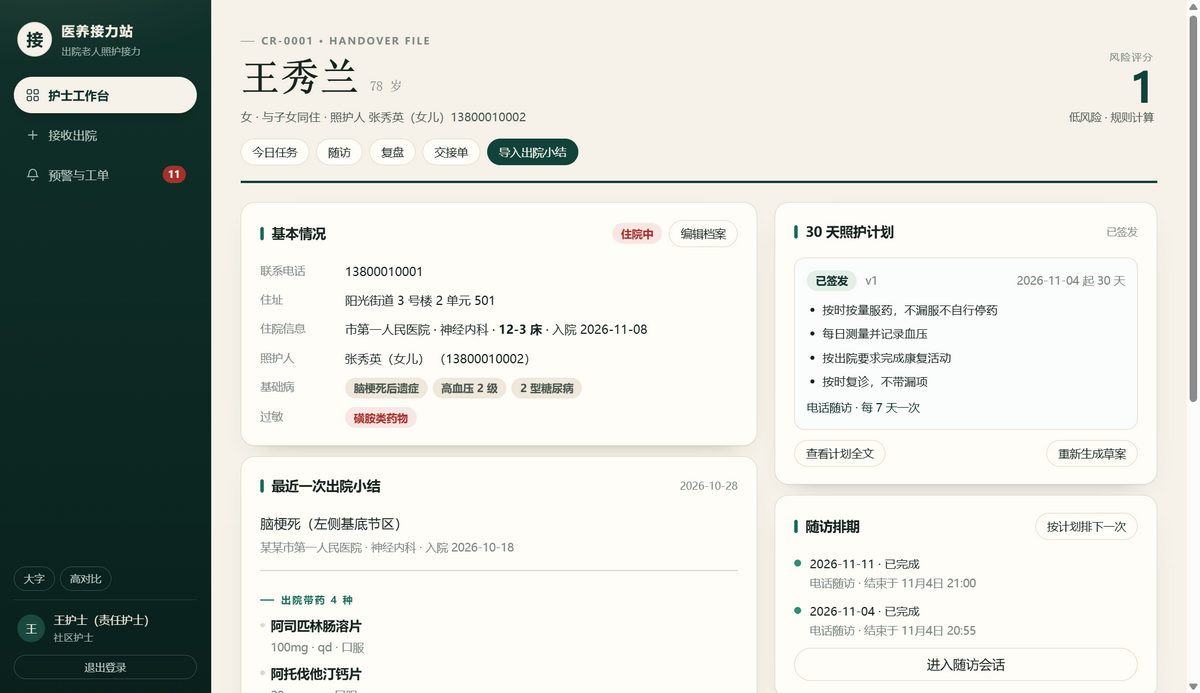 接
医养接力站
出院老人照护接力
护士工作台
接收出院
预警与工单
11
大字
高对比
王
王护士（责任护士）
社区护士
退出登录
CR-0001 • HANDOVER FILE
王秀兰
78 岁
女 · 与子女同住 · 照护人 张秀英（女儿）13800010002
今日任务
随访
复盘
交接单
导入出院小结
风险评分
1
低风险 · 规则计算
基本情况
住院中
编辑档案
联系电话
13800010001
住址
阳光街道 3 号楼 2 单元 501
住院信息
市第一人民医院 · 神经内科 · 12-3 床 · 入院 2026-11-08
照护人
张秀英（女儿）（13800010002）
基础病
脑梗死后遗症
高血压 2 级
2 型糖尿病
过敏
磺胺类药物
最近一次出院小结
2026-10-28
脑梗死（左侧基底节区）
某某市第一人民医院 · 神经内科 · 入院 2026-10-18
出院带药 4 种
阿司匹林肠溶片
100mg · qd · 口服
阿托伐他汀钙片
30 天照护计划
已签发
已签发
v1
2026-11-04 起 30 天
按时按量服药，不漏服不自行停药
每日测量并记录血压
按出院要求完成康复活动
按时复诊，不带漏项
电话随访 · 每 7 天一次
查看计划全文
重新生成草案
随访排期
按计划排下一次
2026-11-11 · 已完成
电话随访 · 结束于 11月4日 21:00
2026-11-04 · 已完成
电话随访 · 结束于 11月4日 20:55
进入随访会话